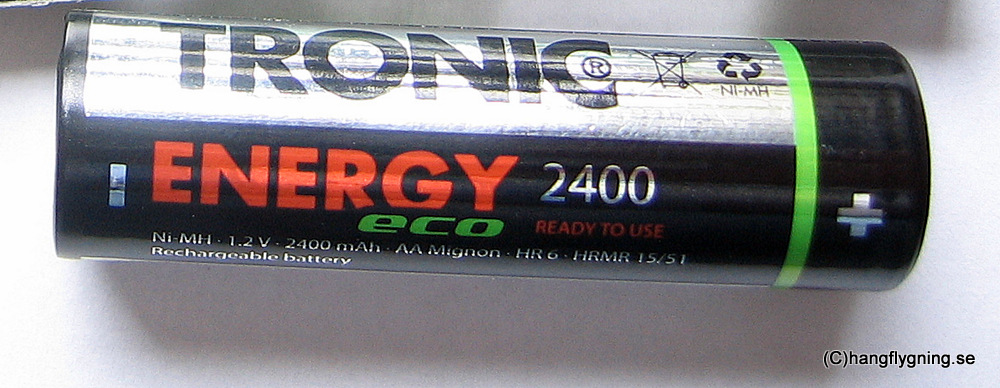 TRONIC®
NI-MH
ENERGY 2400
eco READY TO USE
Ni-MH · 1.2 V · 2400 mAh · AA Mignon · HR 6 · HRMR 15/51
Rechargeable battery
(C)hangflygning.se